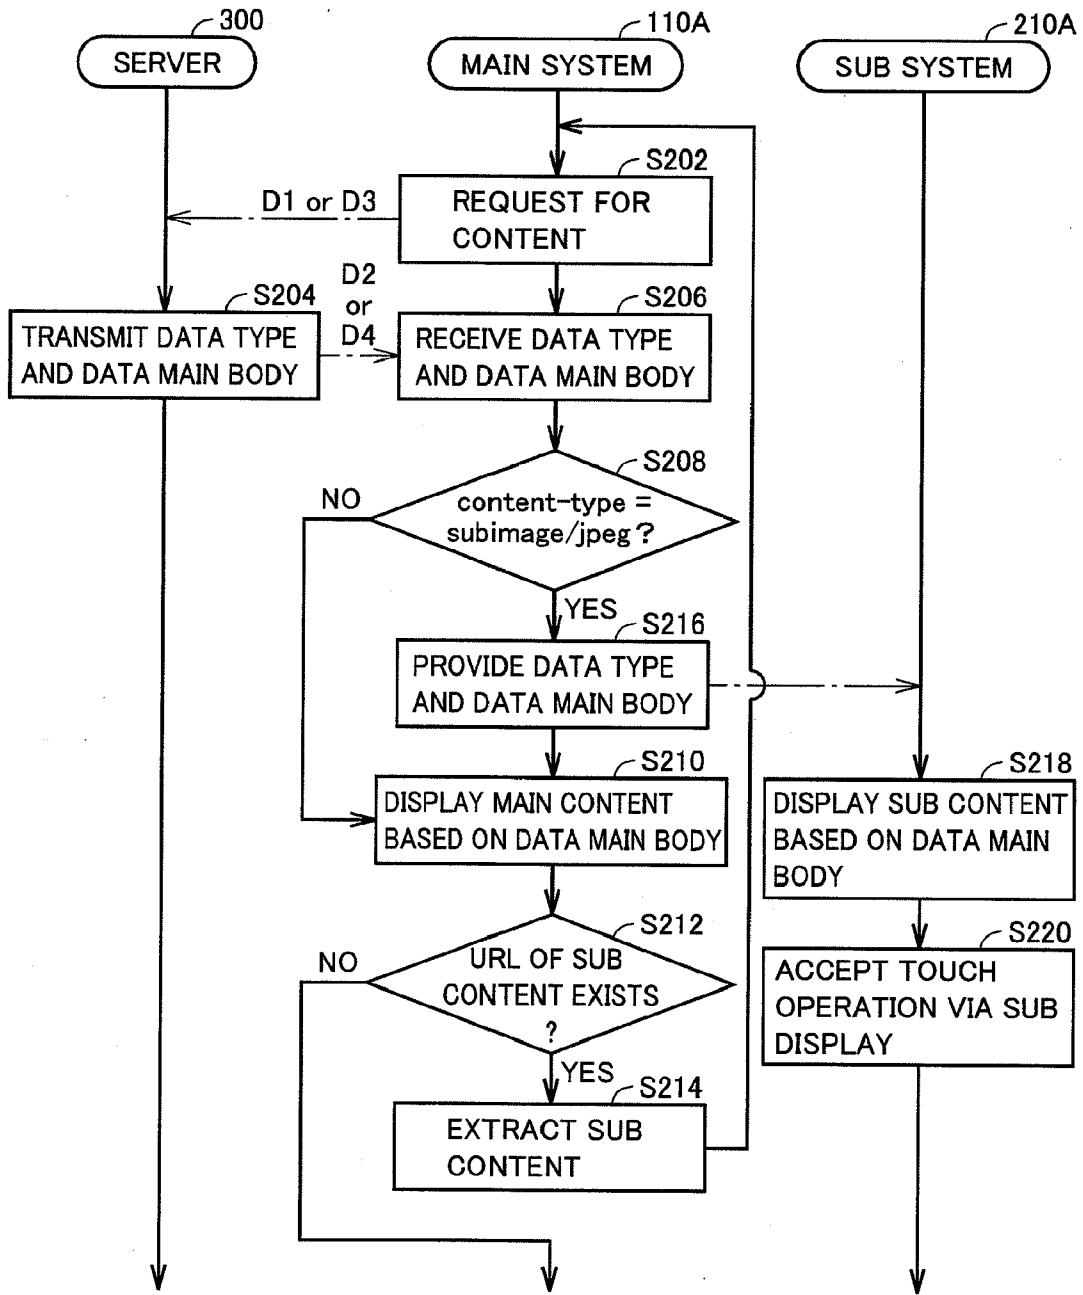 300
SERVER
110A
MAIN SYSTEM
210A
SUB SYSTEM
S202
REQUEST FOR
CONTENT
D1 or D3
S204
TRANSMIT DATA TYPE
AND DATA MAIN BODY
D2
or
D4
S206
RECEIVE DATA TYPE
AND DATA MAIN BODY
S208
content-type =
subimage/jpeg?
NO
YES
S216
PROVIDE DATA TYPE
AND DATA MAIN BODY
S210
DISPLAY MAIN CONTENT
BASED ON DATA MAIN BODY
S218
DISPLAY SUB CONTENT
BASED ON DATA MAIN
BODY
S212
URL OF SUB
CONTENT EXISTS
?
NO
YES
S220
ACCEPT TOUCH
OPERATION VIA SUB
DISPLAY
S214
EXTRACT SUB
CONTENT